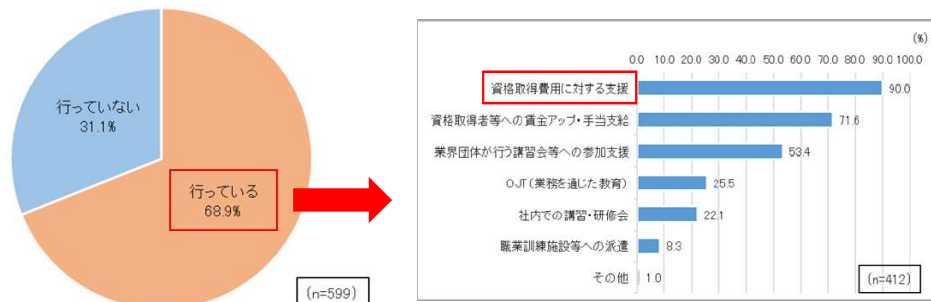 行っていない
31.1%
行っている
68.9%
(n=599)
(%)
0.0 10.0 20.0 30.0 40.0 50.0 60.0 70.0 80.0 90.0 100.0
資格取得費用に対する支援 90.0
資格取得者等への賃金アップ・手当支給 71.6
業界団体が行う講習会等への参加支援 53.4
OJT(業務を通じた教育) 25.5
社内での講習・研修会 22.1
職業訓練施設等への派遣 8.3
その他 1.0
(n=412)